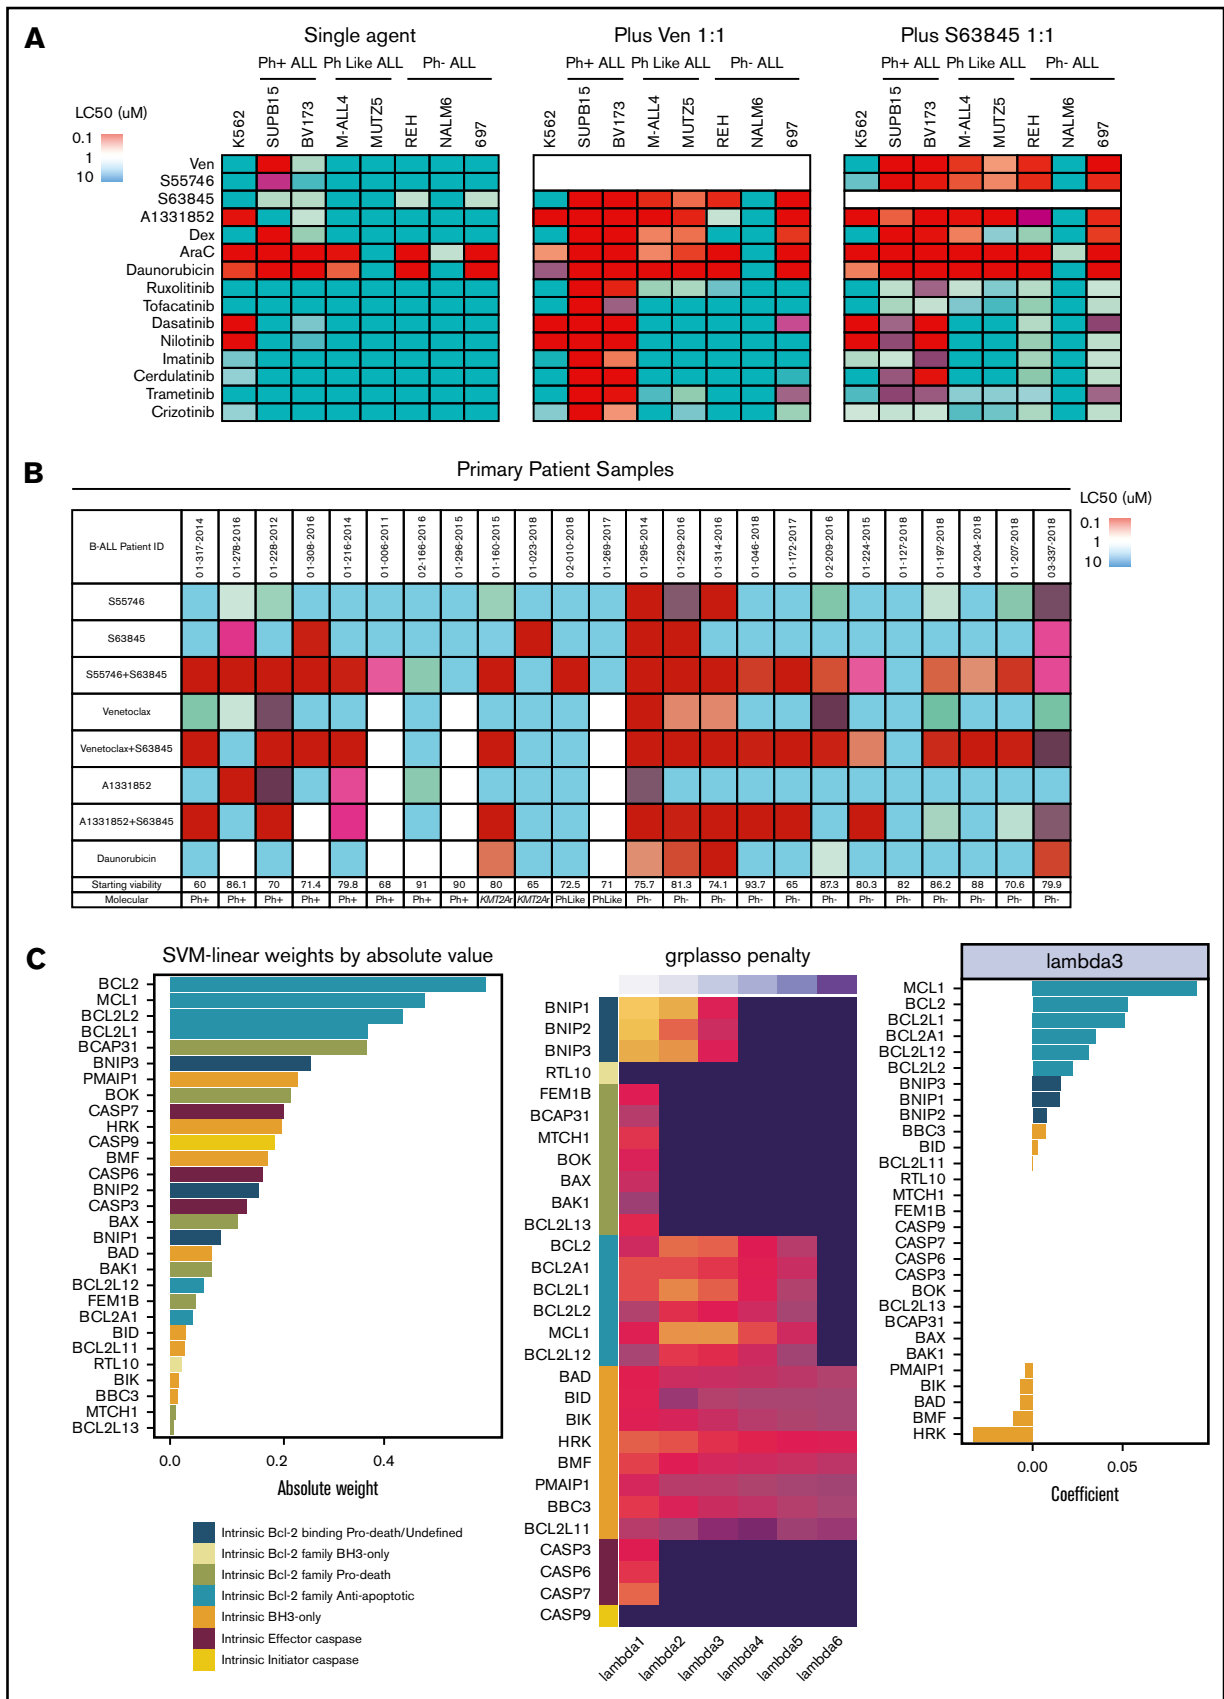 A
Single agent
Plus Ven 1:1
Plus S63845 1:1
Ph+ ALL Ph Like ALL Ph- ALL
Ph+ ALL Ph Like ALL Ph- ALL
Ph+ ALL Ph Like ALL Ph- ALL
LC50 (uM)
0.1
1
10
K562 SUPB15 BV173 M-ALL4 MUTZ5 REH NALM6 697
K562 SUPB15 BV173 M-ALL4 MUTZ5 REH NALM6 697
K562 SUPB15 BV173 M-ALL4 MUTZ5 REH NALM6 697
Ven
S55746
S63845
A1331852
Dex
AraC
Daunorubicin
Ruxolitinib
Tofacatinib
Dasatinib
Nilotinib
Imatinib
Cerdulatinib
Trametinib
Crizotinib
B
Primary Patient Samples
LC50 (uM)
0.1
1
10
B-ALL Patient ID 01-317-2014 01-278-2016 01-228-2012 01-308-2016 01-216-2014 01-006-2011 02-166-2016 01-296-2015 01-160-2015 01-023-2018 02-010-2018 01-269-2017 01-295-2014 01-229-2016 01-314-2016 01-046-2018 01-172-2017 02-209-2016 01-224-2015 01-127-2018 01-197-2018 04-204-2018 01-207-2018 03-337-2018
S55746
S63845
S55746+S63845
Venetoclax
Venetoclax+S63845
A1331852
A1331852+S63845
Daunorubicin
Starting viability 60 86.1 70 71.4 79.8 68 91 90 80 65 72.5 71 75.7 81.3 74.1 93.7 65 87.3 80.3 82 86.2 88 70.6 79.9
Molecular Ph+ Ph+ Ph+ Ph+ Ph+ Ph+ Ph+ Ph+ KMT2Ar KMT2Ar PhLike PhLike Ph- Ph- Ph- Ph- Ph- Ph- Ph- Ph- Ph- Ph- Ph- Ph-
C
SVM-linear weights by absolute value
BCL2
MCL1
BCL2L2
BCL2L1
BCAP31
BNIP3
PMAIP1
BOK
CASP7
HRK
CASP9
BMF
CASP6
BNIP2
CASP3
BAX
BNIP1
BAD
BAK1
BCL2L12
FEM1B
BCL2A1
BID
BCL2L11
RTL10
BIK
BBC3
MTCH1
BCL2L13
0.0 0.2 0.4
Absolute weight
Intrinsic Bcl-2 binding Pro-death/Undefined
Intrinsic Bcl-2 family BH3-only
Intrinsic Bcl-2 family Pro-death
Intrinsic Bcl-2 family Anti-apoptotic
Intrinsic BH3-only
Intrinsic Effector caspase
Intrinsic Initiator caspase
grplasso penalty
BNIP1
BNIP2
BNIP3
RTL10
FEM1B
BCAP31
MTCH1
BOK
BAX
BAK1
BCL2L13
BCL2
BCL2A1
BCL2L1
BCL2L2
MCL1
BCL2L12
BAD
BID
BIK
HRK
BMF
PMAIP1
BBC3
BCL2L11
CASP3
CASP6
CASP7
CASP9
lambda1 lambda2 lambda3 lambda4 lambda5 lambda6
lambda3
MCL1
BCL2
BCL2L1
BCL2A1
BCL2L12
BCL2L2
BNIP3
BNIP1
BNIP2
BBC3
BID
BCL2L11
RTL10
MTCH1
FEM1B
CASP9
CASP7
CASP6
CASP3
BOK
BCL2L13
BCAP31
BAX
BAK1
PMAIP1
BIK
BAD
BMF
HRK
0.00 0.05
Coefficient